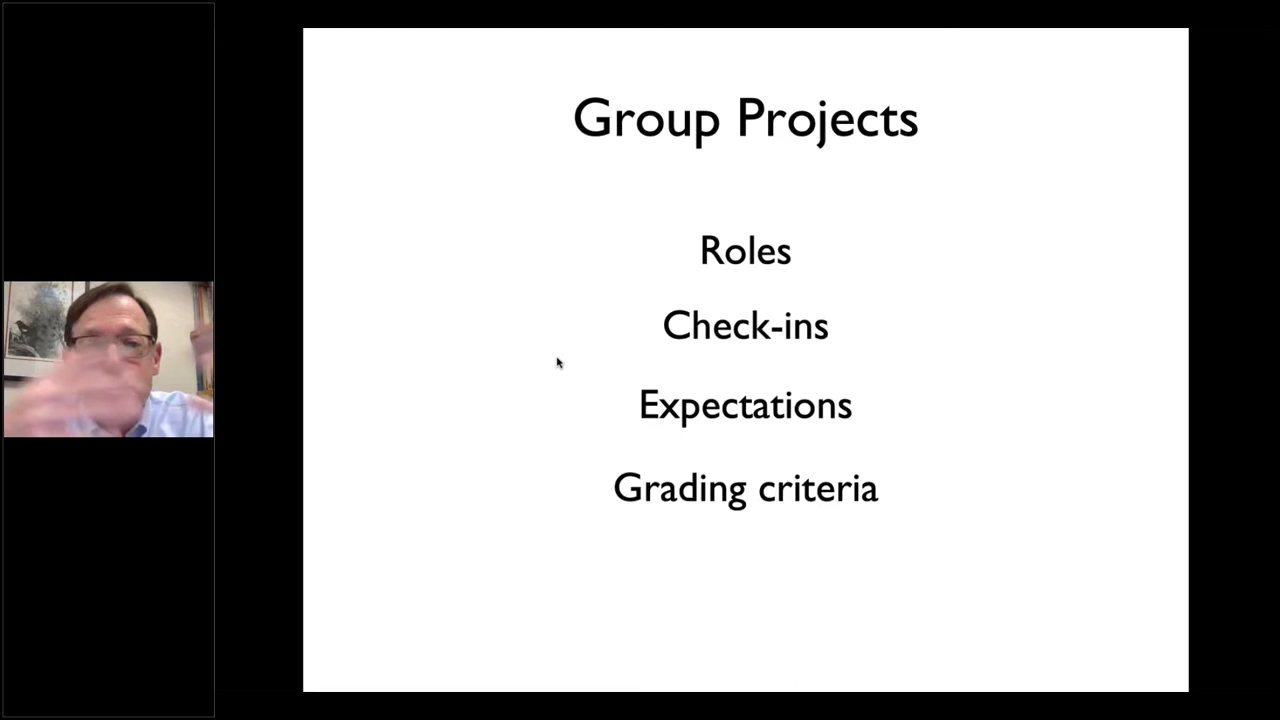 Group Projects
Roles
Check-ins
Expectations
Grading criteria